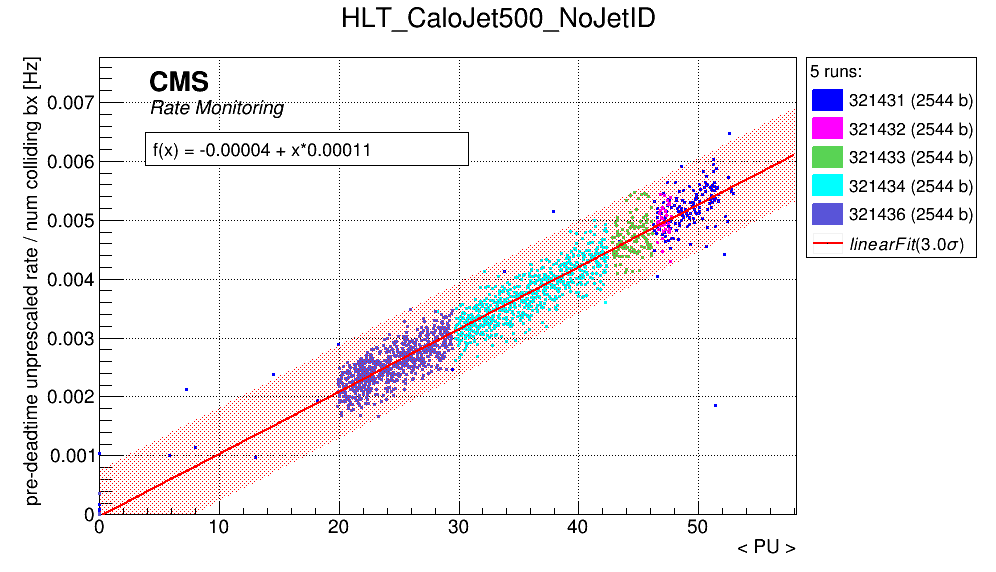 HLT_CaloJet500_NoJetID
pre-deadtime unprescaled rate / num colliding bx [Hz]
CMS
Rate Monitoring
f(x) = -0.00004 + x*0.00011
0.007
0.006
0.005
0.004
0.003
0.002
0.001
0
0 10 20 30 40 50
< PU >
5 runs:
321431 (2544 b)
321432 (2544 b)
321433 (2544 b)
321434 (2544 b)
321436 (2544 b)
linearFit(3.0σ)